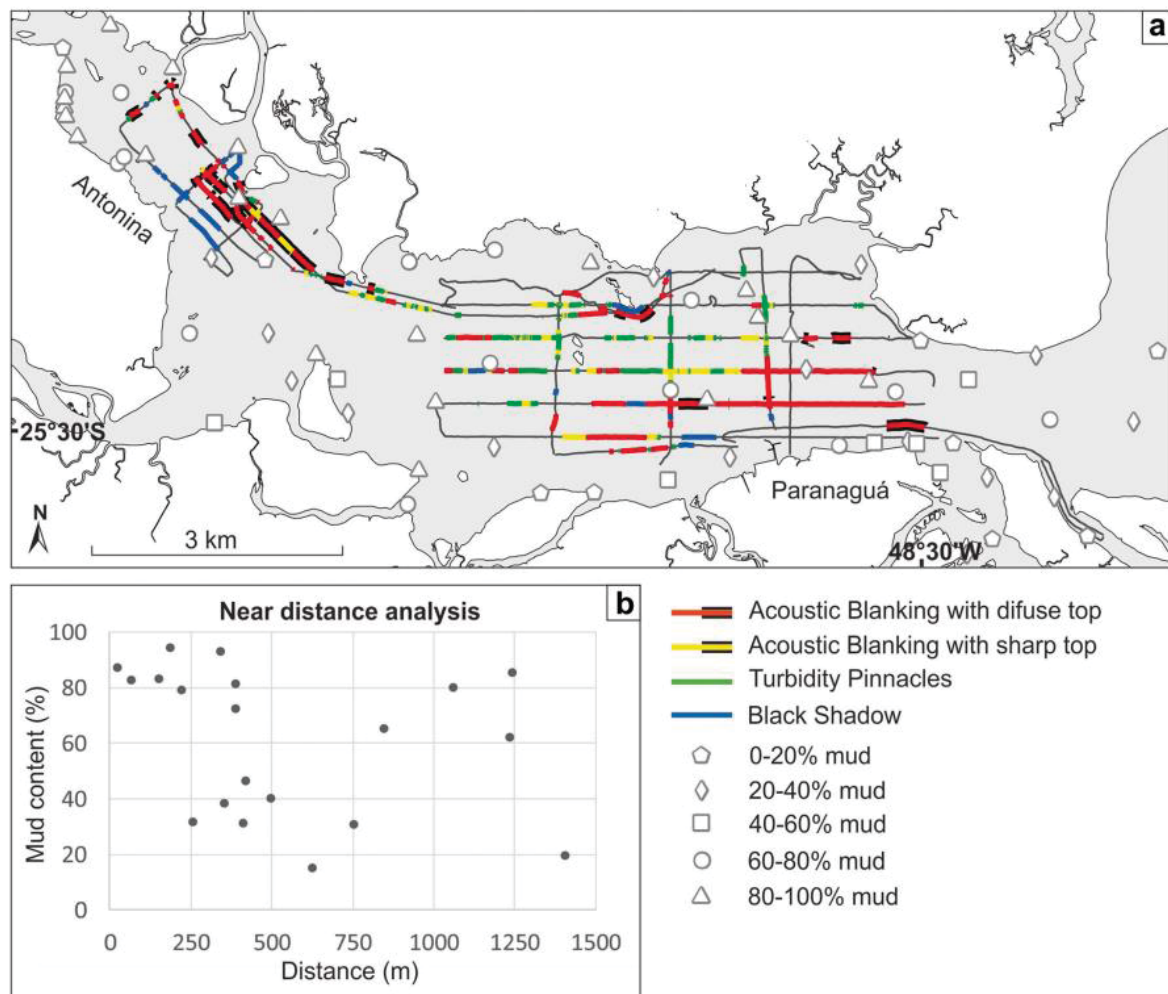 a
Antonina
25°30'S
Paranaguá
N
3 km
48°30'W
b
Near distance analysis
100
80
60
40
20
0
Mud content (%)
0 250 500 750 1000 1250 1500
Distance (m)
Acoustic Blanking with difuse top
Acoustic Blanking with sharp top
Turbidity Pinnacles
Black Shadow
0-20% mud
20-40% mud
40-60% mud
60-80% mud
80-100% mud